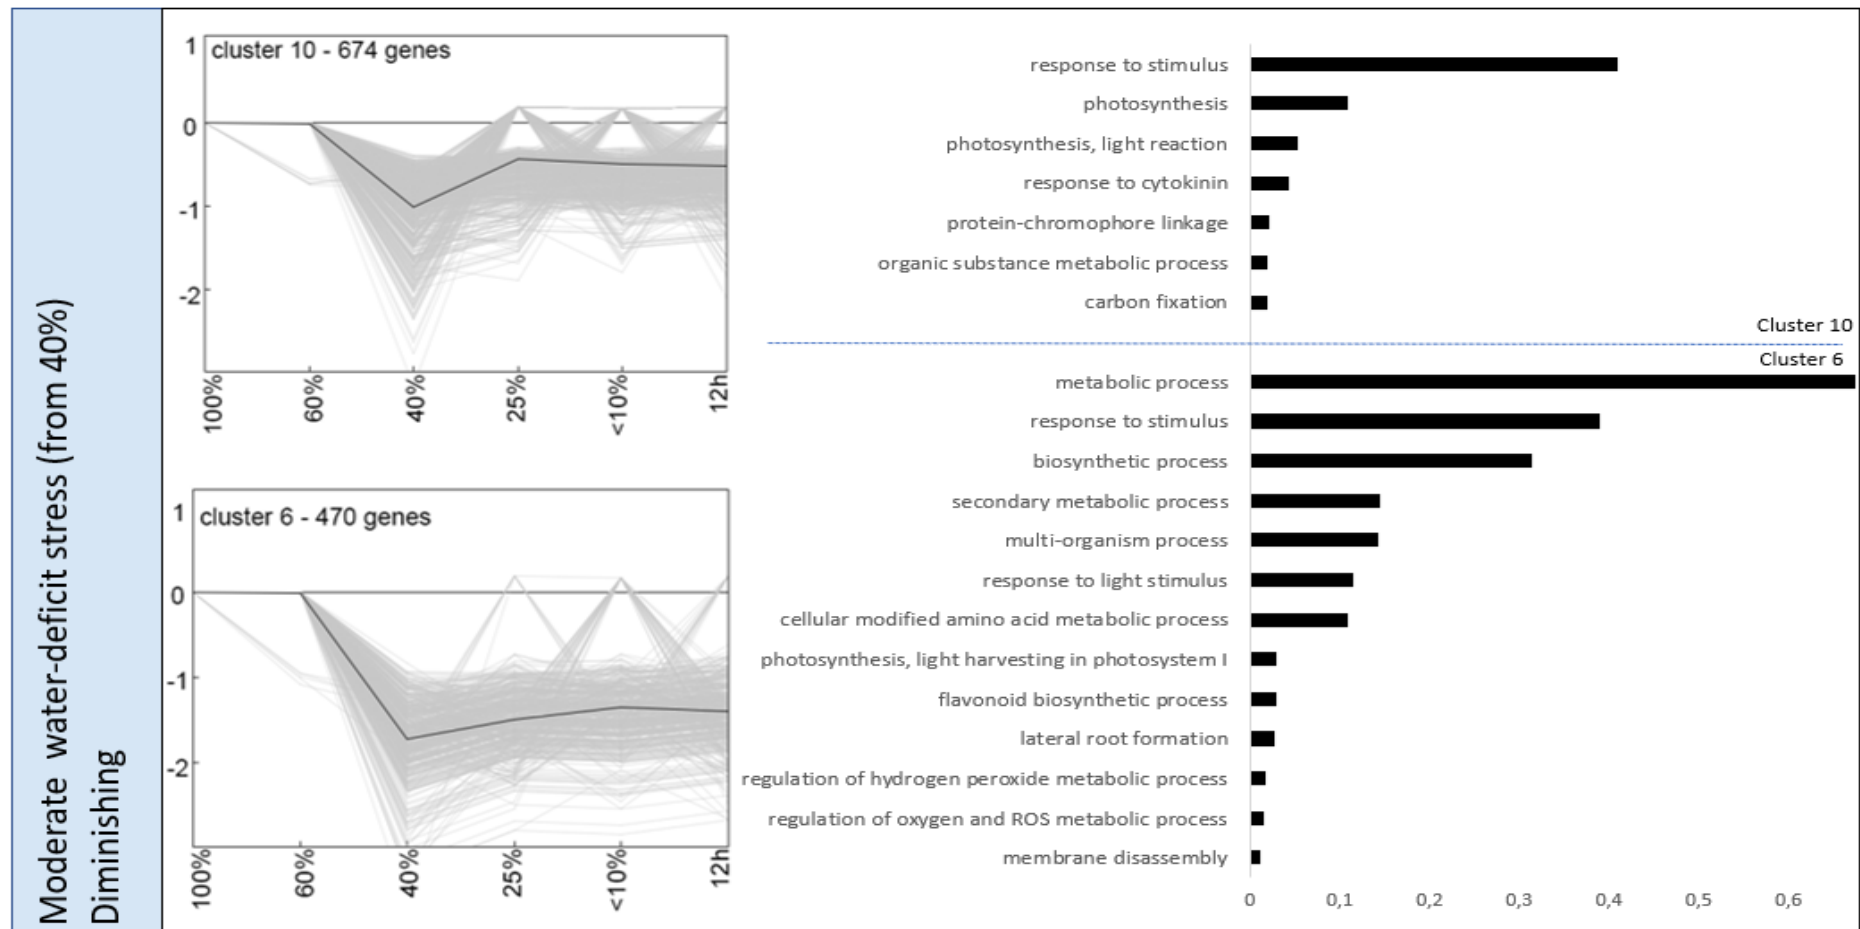 Moderate water-deficit stress (from 40%)
Diminishing
cluster 10 - 674 genes
1
0
-1
-2
100%
60%
40%
25%
<10%
12h
cluster 6 - 470 genes
1
0
-1
-2
100%
60%
40%
25%
<10%
12h
response to stimulus
photosynthesis
photosynthesis, light reaction
response to cytokinin
protein-chromophore linkage
organic substance metabolic process
carbon fixation
Cluster 10
Cluster 6
metabolic process
response to stimulus
biosynthetic process
secondary metabolic process
multi-organism process
response to light stimulus
cellular modified amino acid metabolic process
photosynthesis, light harvesting in photosystem I
flavonoid biosynthetic process
lateral root formation
regulation of hydrogen peroxide metabolic process
regulation of oxygen and ROS metabolic process
membrane disassembly
0 0,1 0,2 0,3 0,4 0,5 0,6